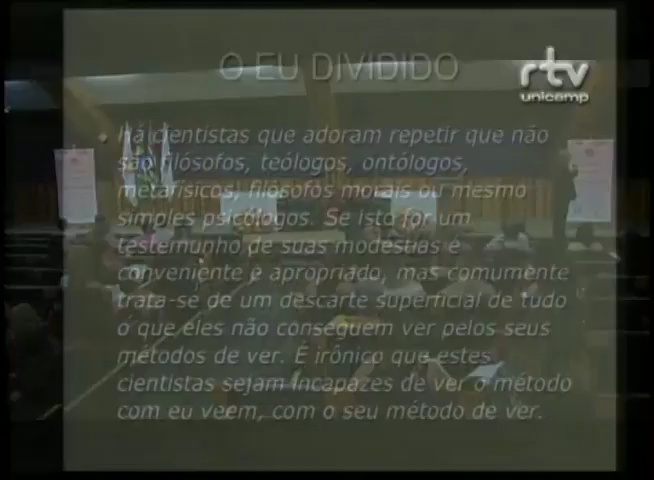 O EU DIVIDIDO
rtv
unicamp
Há cientistas que adoram repetir que não
são filósofos, teólogos, ontólogos,
metafísicos, filósofos morais ou mesmo
simples psicólogos. Se isto for um
testemunho de suas modéstias é
conveniente e apropriado, mas comumente
trata-se de um descarte superficial de tudo
o que eles não conseguem ver pelos seus
métodos de ver. É irônico que estes
cientistas sejam incapazes de ver o método
com eu veem, com o seu método de ver.